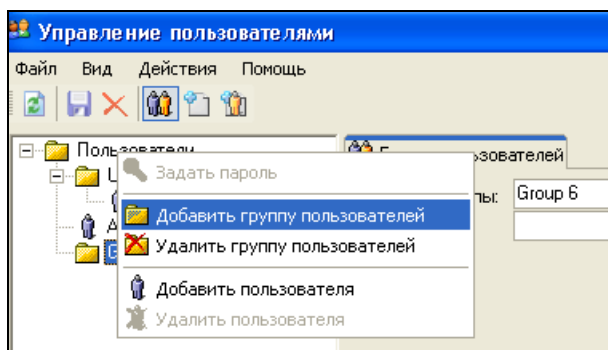 Управление пользователями
Файл Вид Действия Помощь
Пользователи
Задать пароль
Добавить группу пользователей
Удалить группу пользователей
Добавить пользователя
Удалить пользователя
Group 6